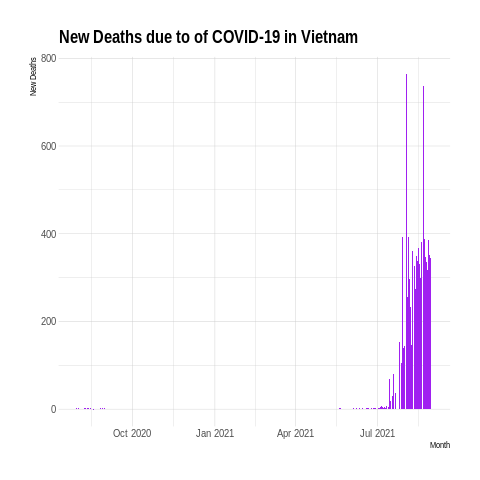 New Deaths due to of COVID-19 in Vietnam
New Deaths
800
600
400
200
0
Oct 2020
Jan 2021
Apr 2021
Jul 2021
Month